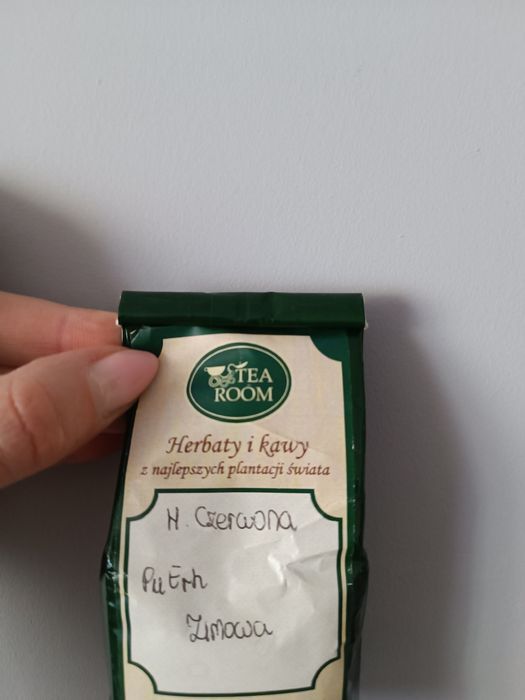 TEA
ROOM
Herbaty i kawy
z najlepszych plantacji świata
H. Czerwona
Pu Erh
Zimowa